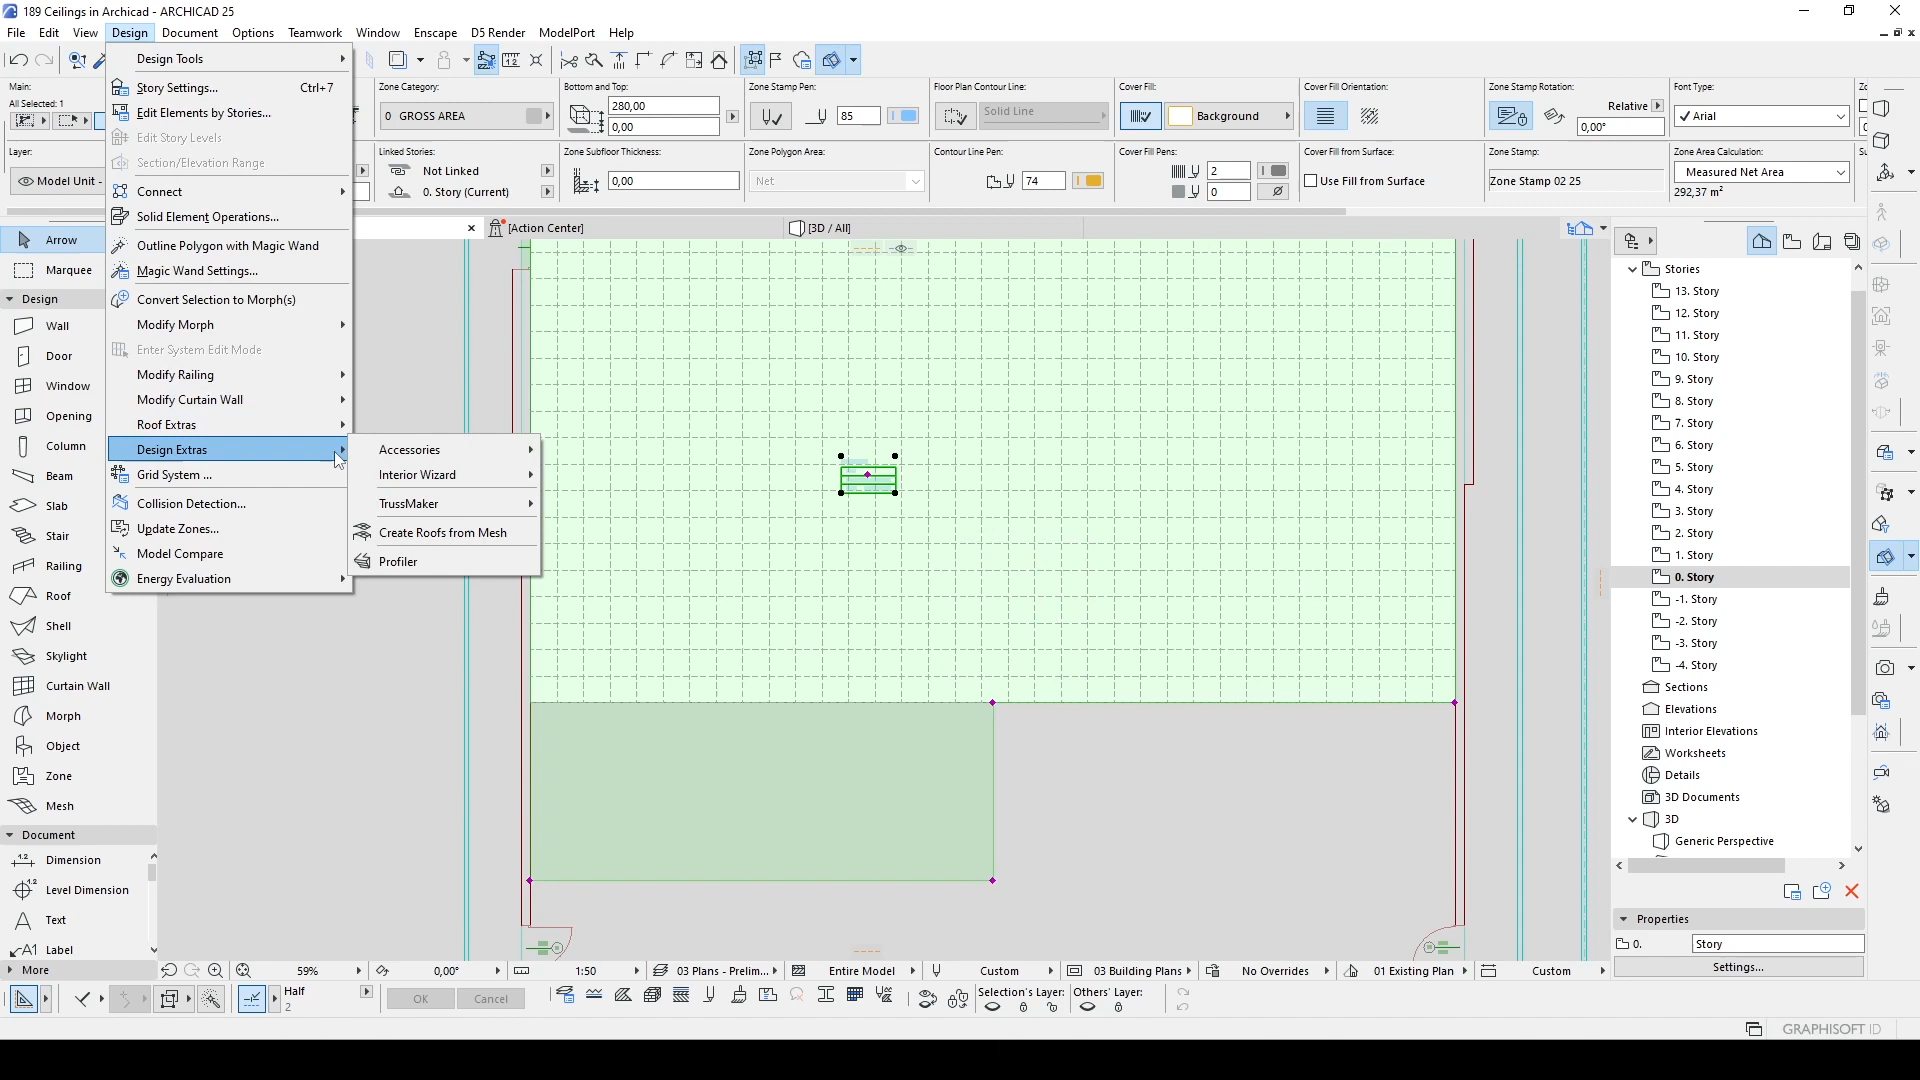 189 Ceilings in Archicad - ARCHICAD 25
File Edit View Design Document Options Teamwork Window Enscape D5 Render ModelPort Help
Main:
All Selected: 1
Layer:
Model Unit -
Zone Category:
0 GROSS AREA
Linked Stories:
Not Linked
0. Story (Current)
Bottom and Top:
280,00
0,00
Zone Subfloor Thickness:
0,00
Zone Stamp Pen:
85
Zone Polygon Area:
Net
Floor Plan Contour Line:
Solid Line
Contour Line Pen:
74
Cover Fill:
Background
Cover Fill Pens:
2
0
Cover Fill Orientation:
Cover Fill from Surface:
Use Fill from Surface
Zone Stamp Rotation:
Relative
0,00°
Zone Stamp:
Zone Stamp 02 25
Font Type:
Arial
Zone Area Calculation:
Measured Net Area
292,37 m²
[Action Center]
[3D / All]
Design Tools
Story Settings... Ctrl+7
Edit Elements by Stories...
Edit Story Levels
Section/Elevation Range
Connect
Solid Element Operations...
Outline Polygon with Magic Wand
Magic Wand Settings...
Convert Selection to Morph(s)
Modify Morph
Enter System Edit Mode
Modify Railing
Modify Curtain Wall
Roof Extras
Design Extras
Grid System ...
Collision Detection...
Update Zones...
Model Compare
Energy Evaluation
Accessories
Interior Wizard
TrussMaker
Create Roofs from Mesh
Profiler
Arrow
Marquee
Design
Wall
Door
Window
Opening
Column
Beam
Slab
Stair
Railing
Roof
Shell
Skylight
Curtain Wall
Morph
Object
Zone
Mesh
Document
Dimension
Level Dimension
Text
Label
More
Stories
13. Story
12. Story
11. Story
10. Story
9. Story
8. Story
7. Story
6. Story
5. Story
4. Story
3. Story
2. Story
1. Story
0. Story
-1. Story
-2. Story
-3. Story
-4. Story
Sections
Elevations
Interior Elevations
Worksheets
Details
3D Documents
3D
Generic Perspective
Properties
0. Story
Settings...
59% 0,00° 1:50 03 Plans - Prelim... Entire Model Custom 03 Building Plans No Overrides 01 Existing Plan Custom
Half
2
OK Cancel
Selection's Layer: Others' Layer:
GRAPHISOFT ID